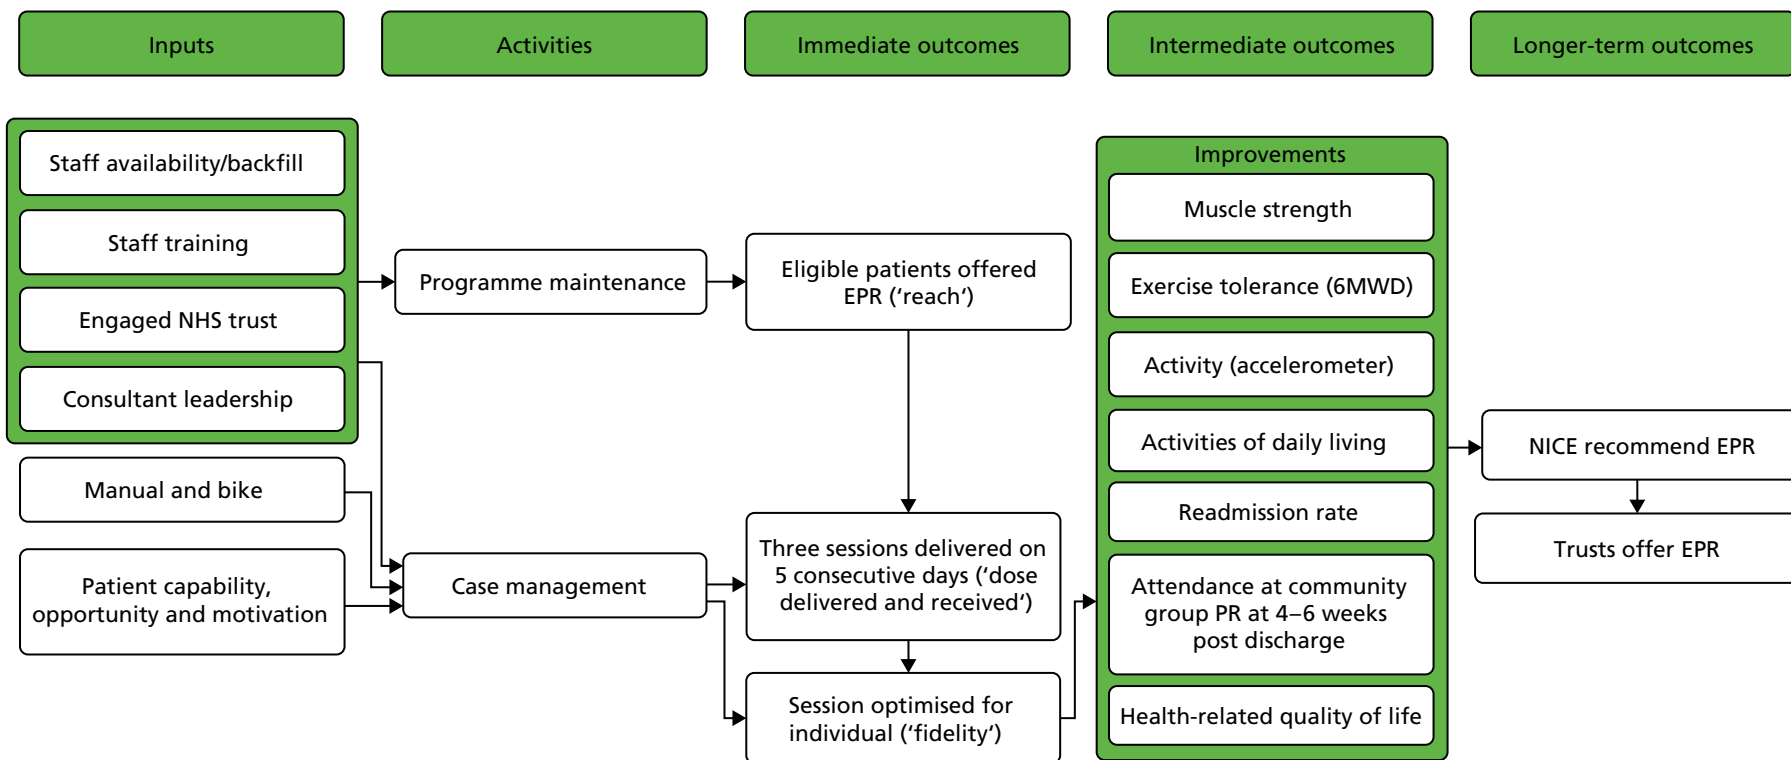 Inputs
Activities
Immediate outcomes
Intermediate outcomes
Longer-term outcomes
Staff availability/backfill
Staff training
Engaged NHS trust
Consultant leadership
Manual and bike
Patient capability,
opportunity and motivation
Programme maintenance
Case management
Eligible patients offered
EPR (‘reach‘)
Three sessions delivered on
5 consecutive days (‘dose
delivered and received‘)
Session optimised for
individual (‘fidelity‘)
Improvements
Muscle strength
Exercise tolerance (6MWD)
Activity (accelerometer)
Activities of daily living
Readmission rate
Attendance at community
group PR at 4–6 weeks
post discharge
Health-related quality of life
NICE recommend EPR
Trusts offer EPR